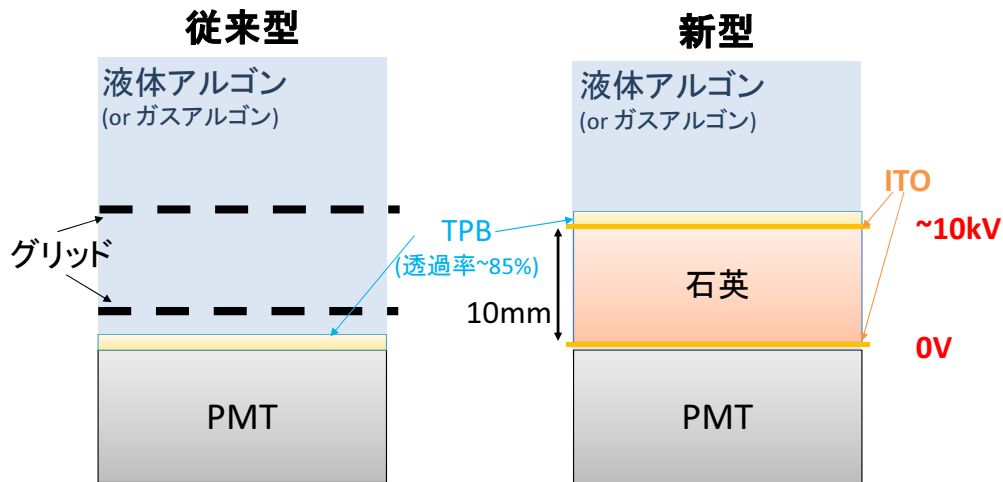 従来型
液体アルゴン
(or ガスアルゴン)
グリッド
TPB
(透過率~85%)
PMT
新型
液体アルゴン
(or ガスアルゴン)
ITO
~10kV
石英
10mm
0V
PMT